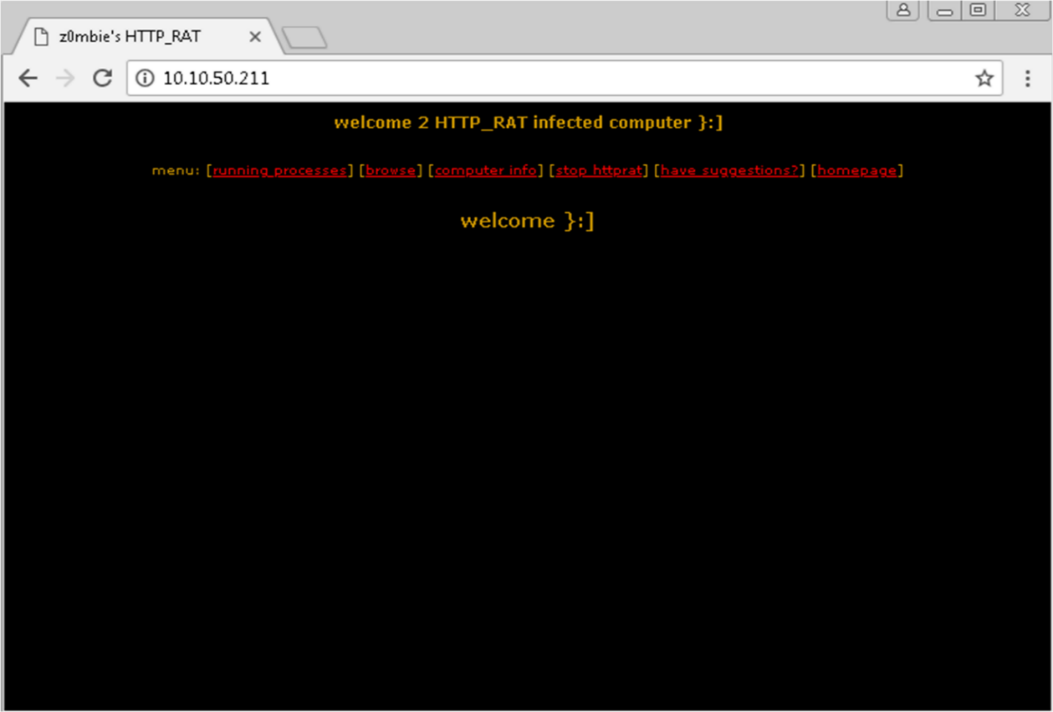 z0mbie's HTTP_RAT
10.10.50.211
welcome 2 HTTP_RAT infected computer }:]
menu: [running processes] [browse] [computer info] [stop httprat] [have suggestions?] [homepage]
welcome }:]